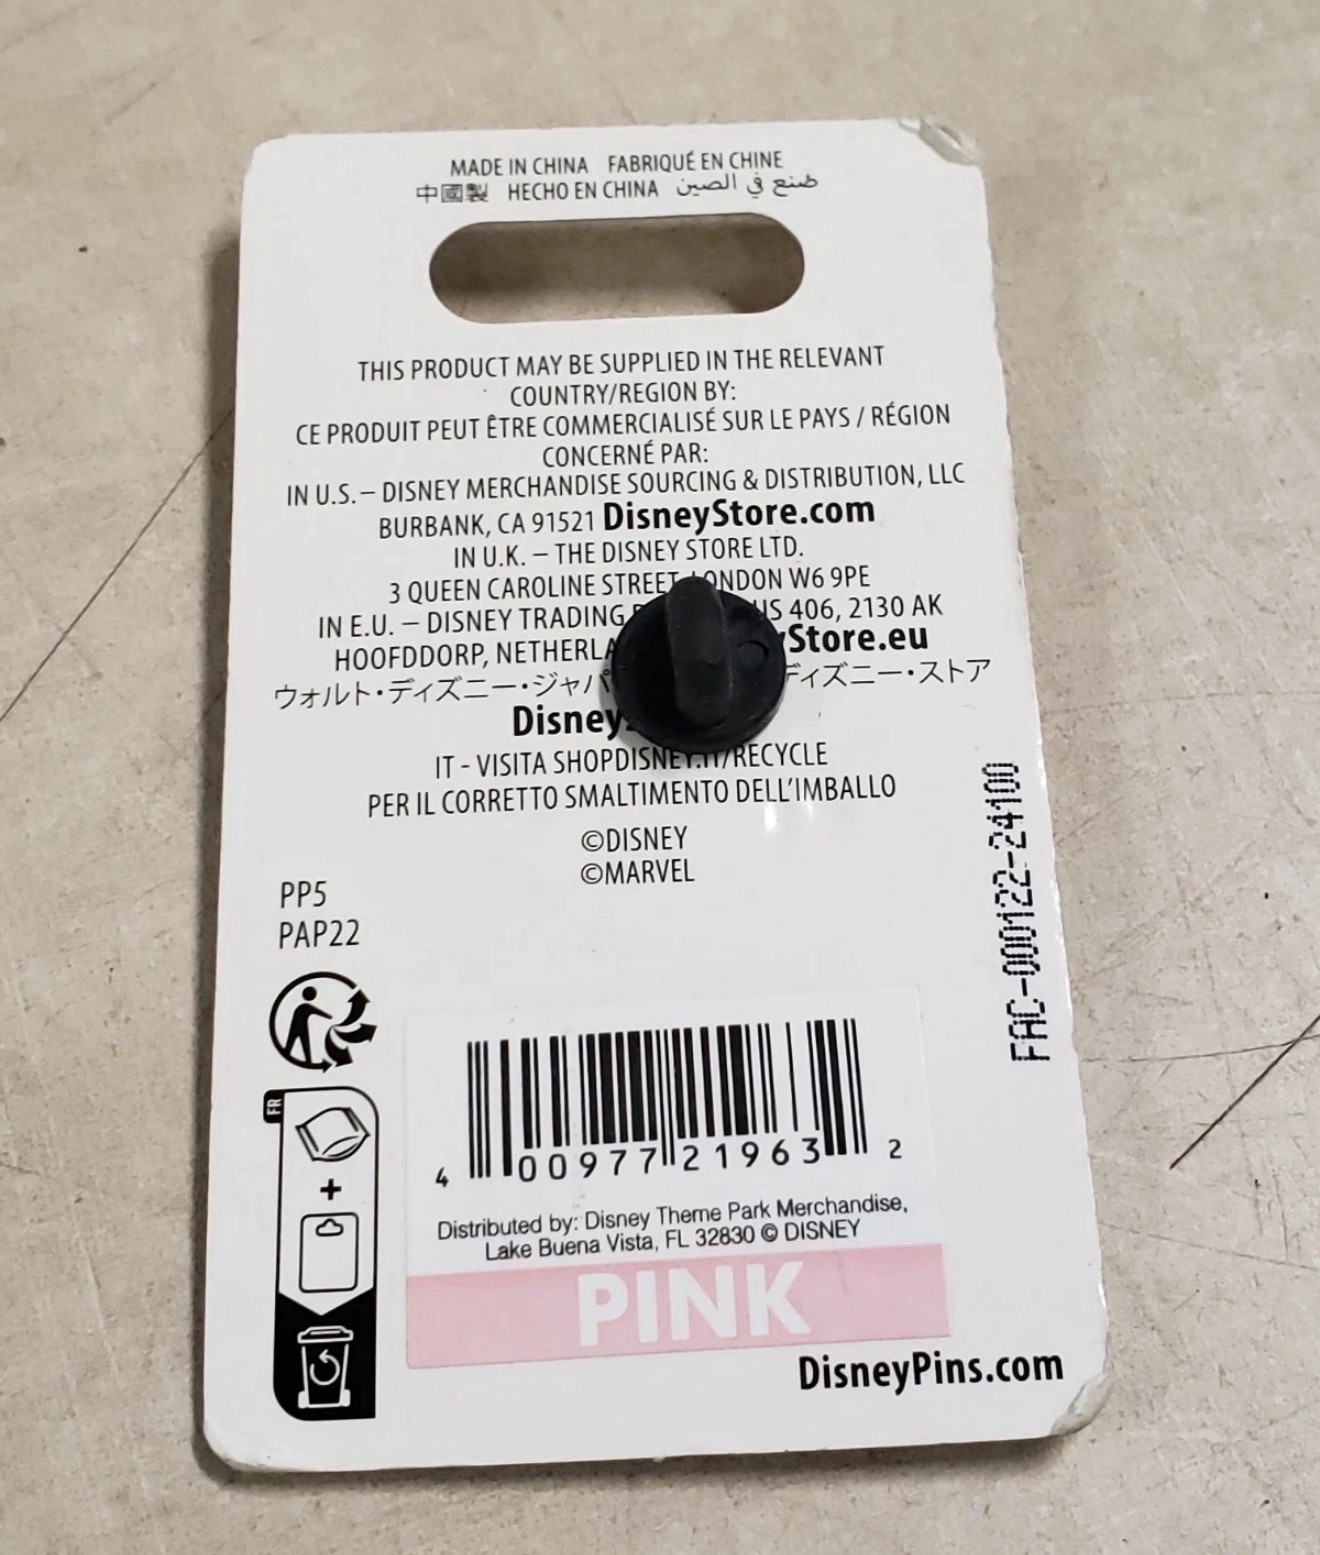 MADE IN CHINA FABRIQUÉ EN CHINE
中國製 HECHO EN CHINA صنع في الصين
THIS PRODUCT MAY BE SUPPLIED IN THE RELEVANT
COUNTRY/REGION BY:
CE PRODUIT PEUT ÊTRE COMMERCIALISÉ SUR LE PAYS / RÉGION
CONCERNÉ PAR:
IN U.S. – DISNEY MERCHANDISE SOURCING & DISTRIBUTION, LLC
BURBANK, CA 91521 DisneyStore.com
IN U.K. – THE DISNEY STORE LTD.
3 QUEEN CAROLINE STREET, LONDON W6 9PE
IN E.U. – DISNEY TRADING 406, 2130 AK
HOOFDDORP, Store.eu
ウォルト・ディズニー・ジャパ ディズニー・ストア
Disney
IT - VISITA SHOPDISNEY.IT/RECYCLE
PER IL CORRETTO SMALTIMENTO DELL'IMBALLO
©DISNEY
©MARVEL
PP5
PAP22
FAC-000122-24100
FR
+
4 00977 21963 2
Distributed by: Disney Theme Park Merchandise,
Lake Buena Vista, FL 32830 © DISNEY
PINK
DisneyPins.com